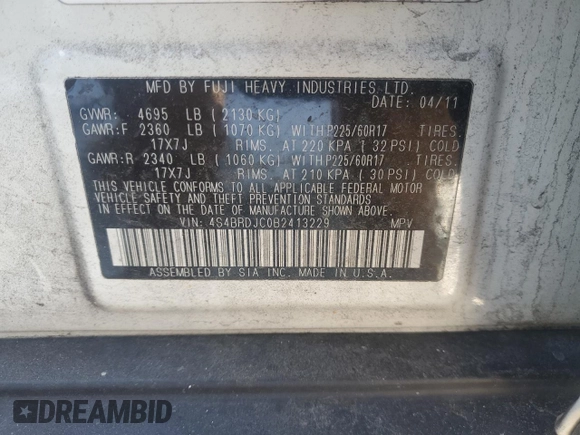 MFD BY FUJI HEAVY INDUSTRIES LTD.
DATE: 04/11
GVWR: 4695 LB ( 2130 KG)
GAWR:F 2360 LB ( 1070 KG) WITH P225/60R17 TIRES.
17X7J RIMS. AT 220 KPA ( 32 PSI) COLD
GAWR:R 2340 LB ( 1060 KG) WITH P225/60R17 TIRES.
17X7J RIMS. AT 210 KPA ( 30 PSI) COLD
THIS VEHICLE CONFORMS TO ALL APPLICABLE FEDERAL MOTOR
VEHICLE SAFETY AND THEFT PREVENTION STANDARDS
IN EFFECT ON THE DATE OF MANUFACTURE SHOWN ABOVE.
VIN: 4S4BRDJC0B2413229 MPV
ASSEMBLED BY SIA INC. MADE IN U.S.A.
DREAMBID